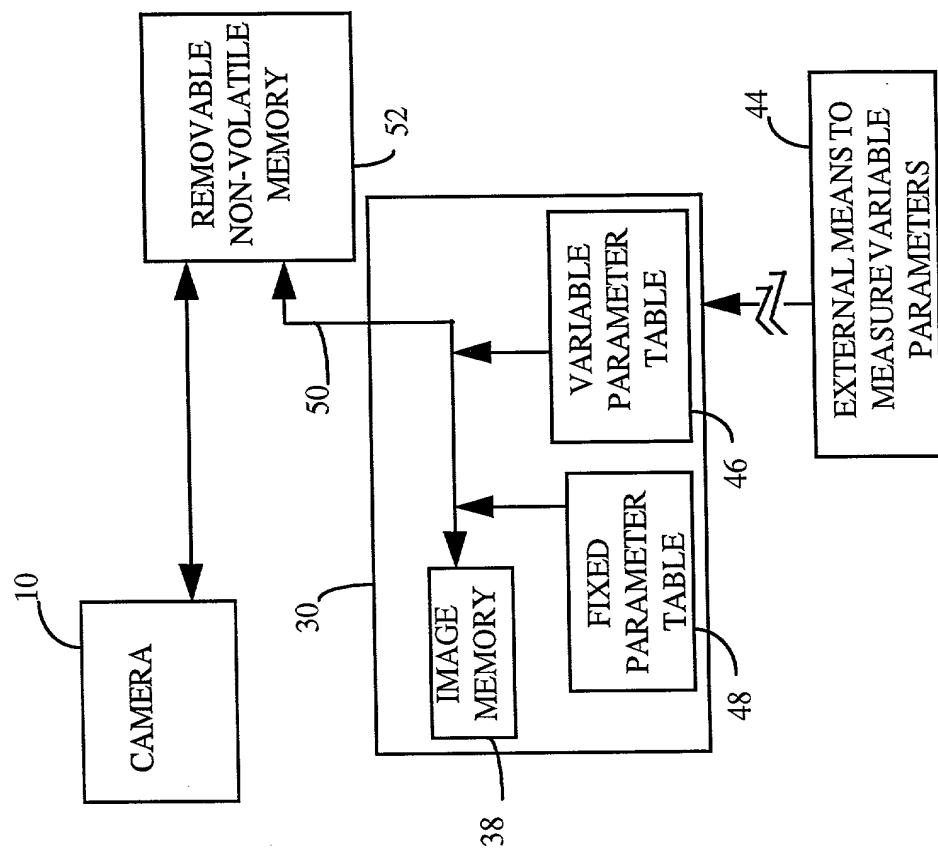 10
CAMERA
REMOVABLE
NON-VOLATILE
MEMORY
52
50
30
IMAGE
MEMORY
38
FIXED
PARAMETER
TABLE
48
VARIABLE
PARAMETER
TABLE
46
44
EXTERNAL MEANS TO
MEASURE VARIABLE
PARAMETERS